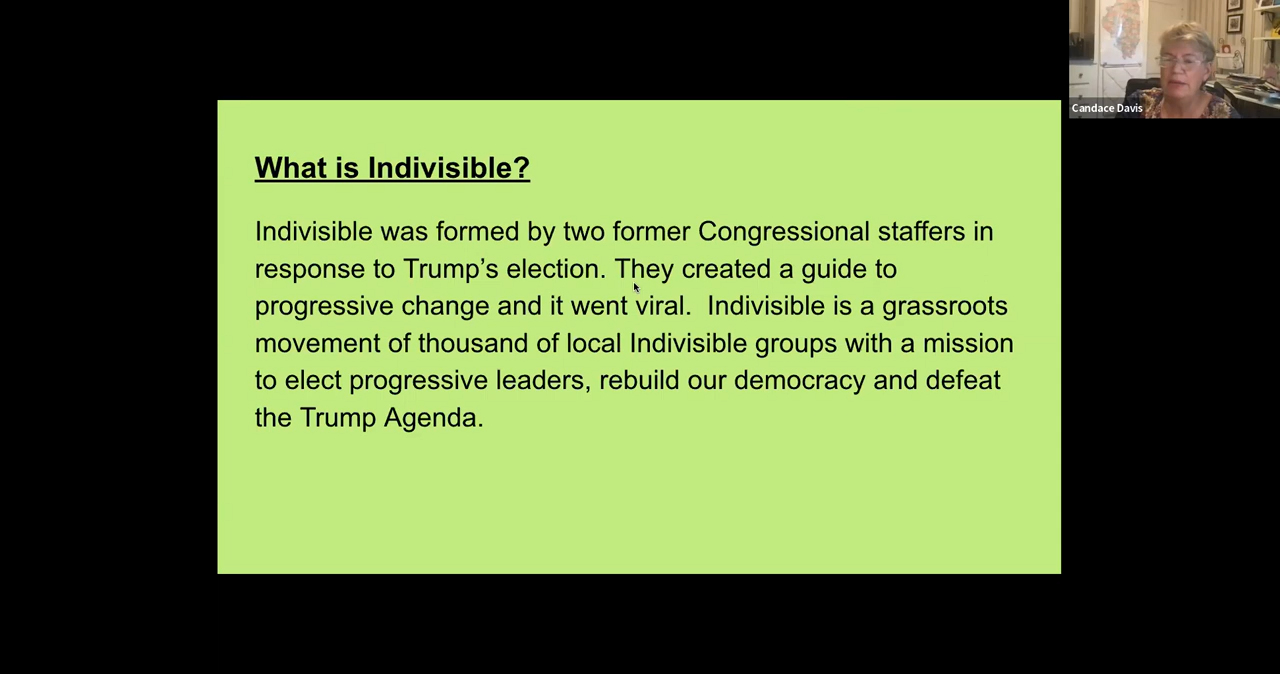 Candace Davis
What is Indivisible?
Indivisible was formed by two former Congressional staffers in
response to Trump’s election. They created a guide to
progressive change and it went viral.  Indivisible is a grassroots
movement of thousand of local Indivisible groups with a mission
to elect progressive leaders, rebuild our democracy and defeat
the Trump Agenda.